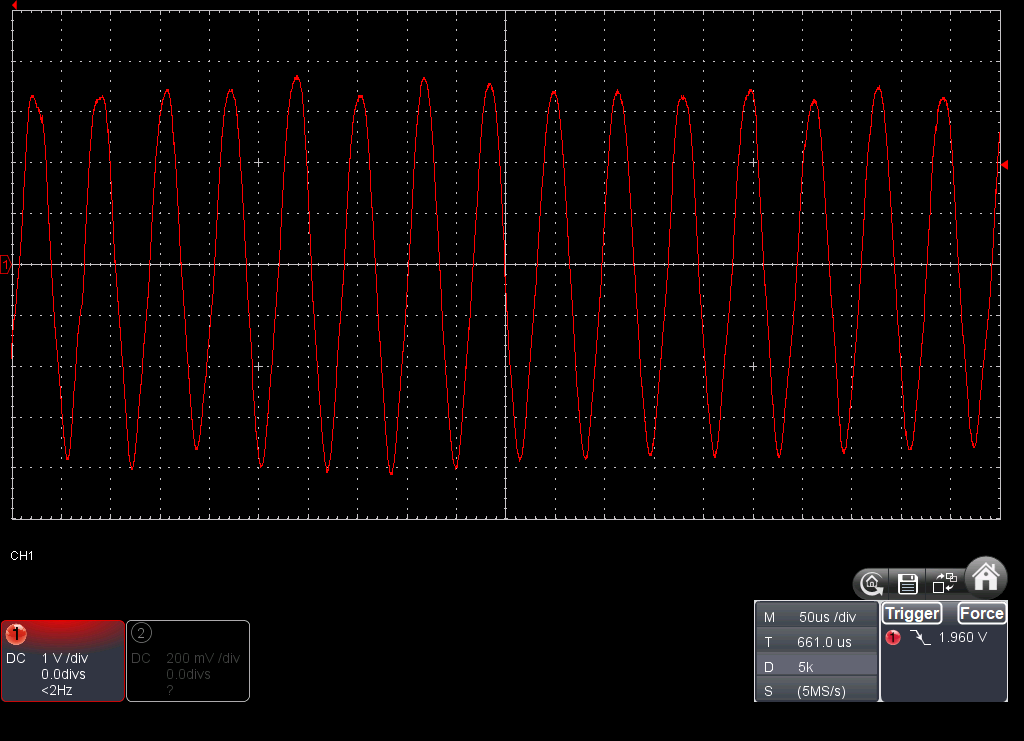 1
CH1
1
DC 1 V /div
0.0divs
<2Hz
2
DC 200 mV /div
0.0divs
?
M 50us /div
T 661.0 us
D 5k
S (5MS/s)
Trigger Force
1 1.960 V